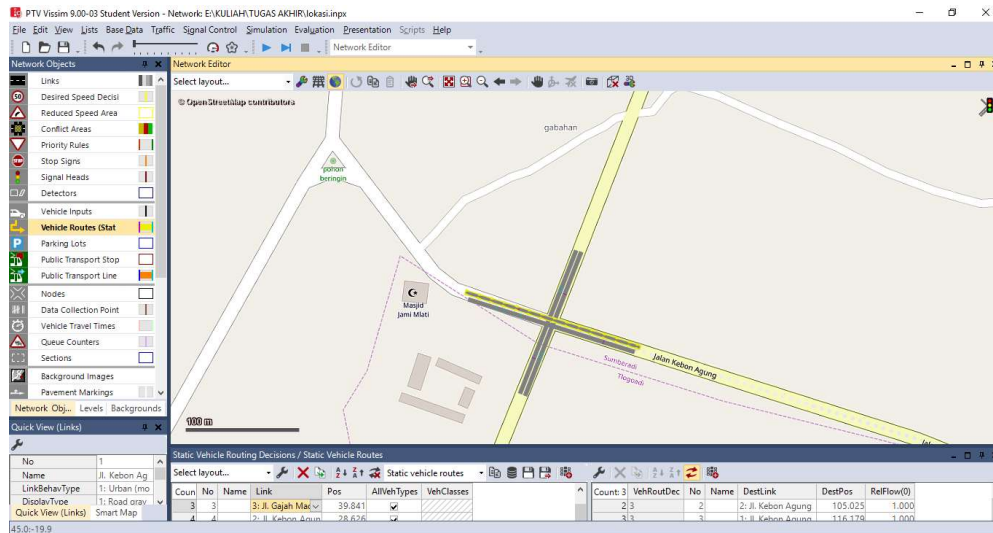 PTV Vissim 9.00-03 Student Version - Network: E:\KULIAH\TUGAS AKHIR\lokasi.inpx
File Edit View Lists Base Data Traffic Signal Control Simulation Evaluation Presentation Scripts Help
Network Editor
Network Objects
Links
Desired Speed Decisi
Reduced Speed Area
Conflict Areas
Priority Rules
Stop Signs
Signal Heads
Detectors
Vehicle Inputs
Vehicle Routes (Stat
Parking Lots
Public Transport Stop
Public Transport Line
Nodes
Data Collection Point
Vehicle Travel Times
Queue Counters
Sections
Background Images
Pavement Markings
Network Obj... Levels Backgrounds
Quick View (Links)
No 1
Name Jl. Kebon Ag
LinkBehavType 1: Urban (mo
DisplayType 1: Road gray
Quick View (Links) Smart Map
45.0:-19.9
Network Editor
Select layout...
© OpenStreetMap contributors
gabahan
pohon
beringin
Masjid
Jami Mlati
Sumberadi
Tlogoadi
Jalan Kebon Agung
Jal
100 m
Static Vehicle Routing Decisions / Static Vehicle Routes
Select layout... Static vehicle routes
Coun No Name Link Pos AllVehTypes VehClasses
3 3 3: Jl. Gajah Mad 39.841
4 4 2: Jl. Kebon Agun 28.626
Count: 3 VehRoutDec No Name DestLink DestPos RelFlow(0)
2 3 2 2: Jl. Kebon Agung 105.025 1.000
3 3 3 1: Jl. Kebon Agung 116.179 1.000